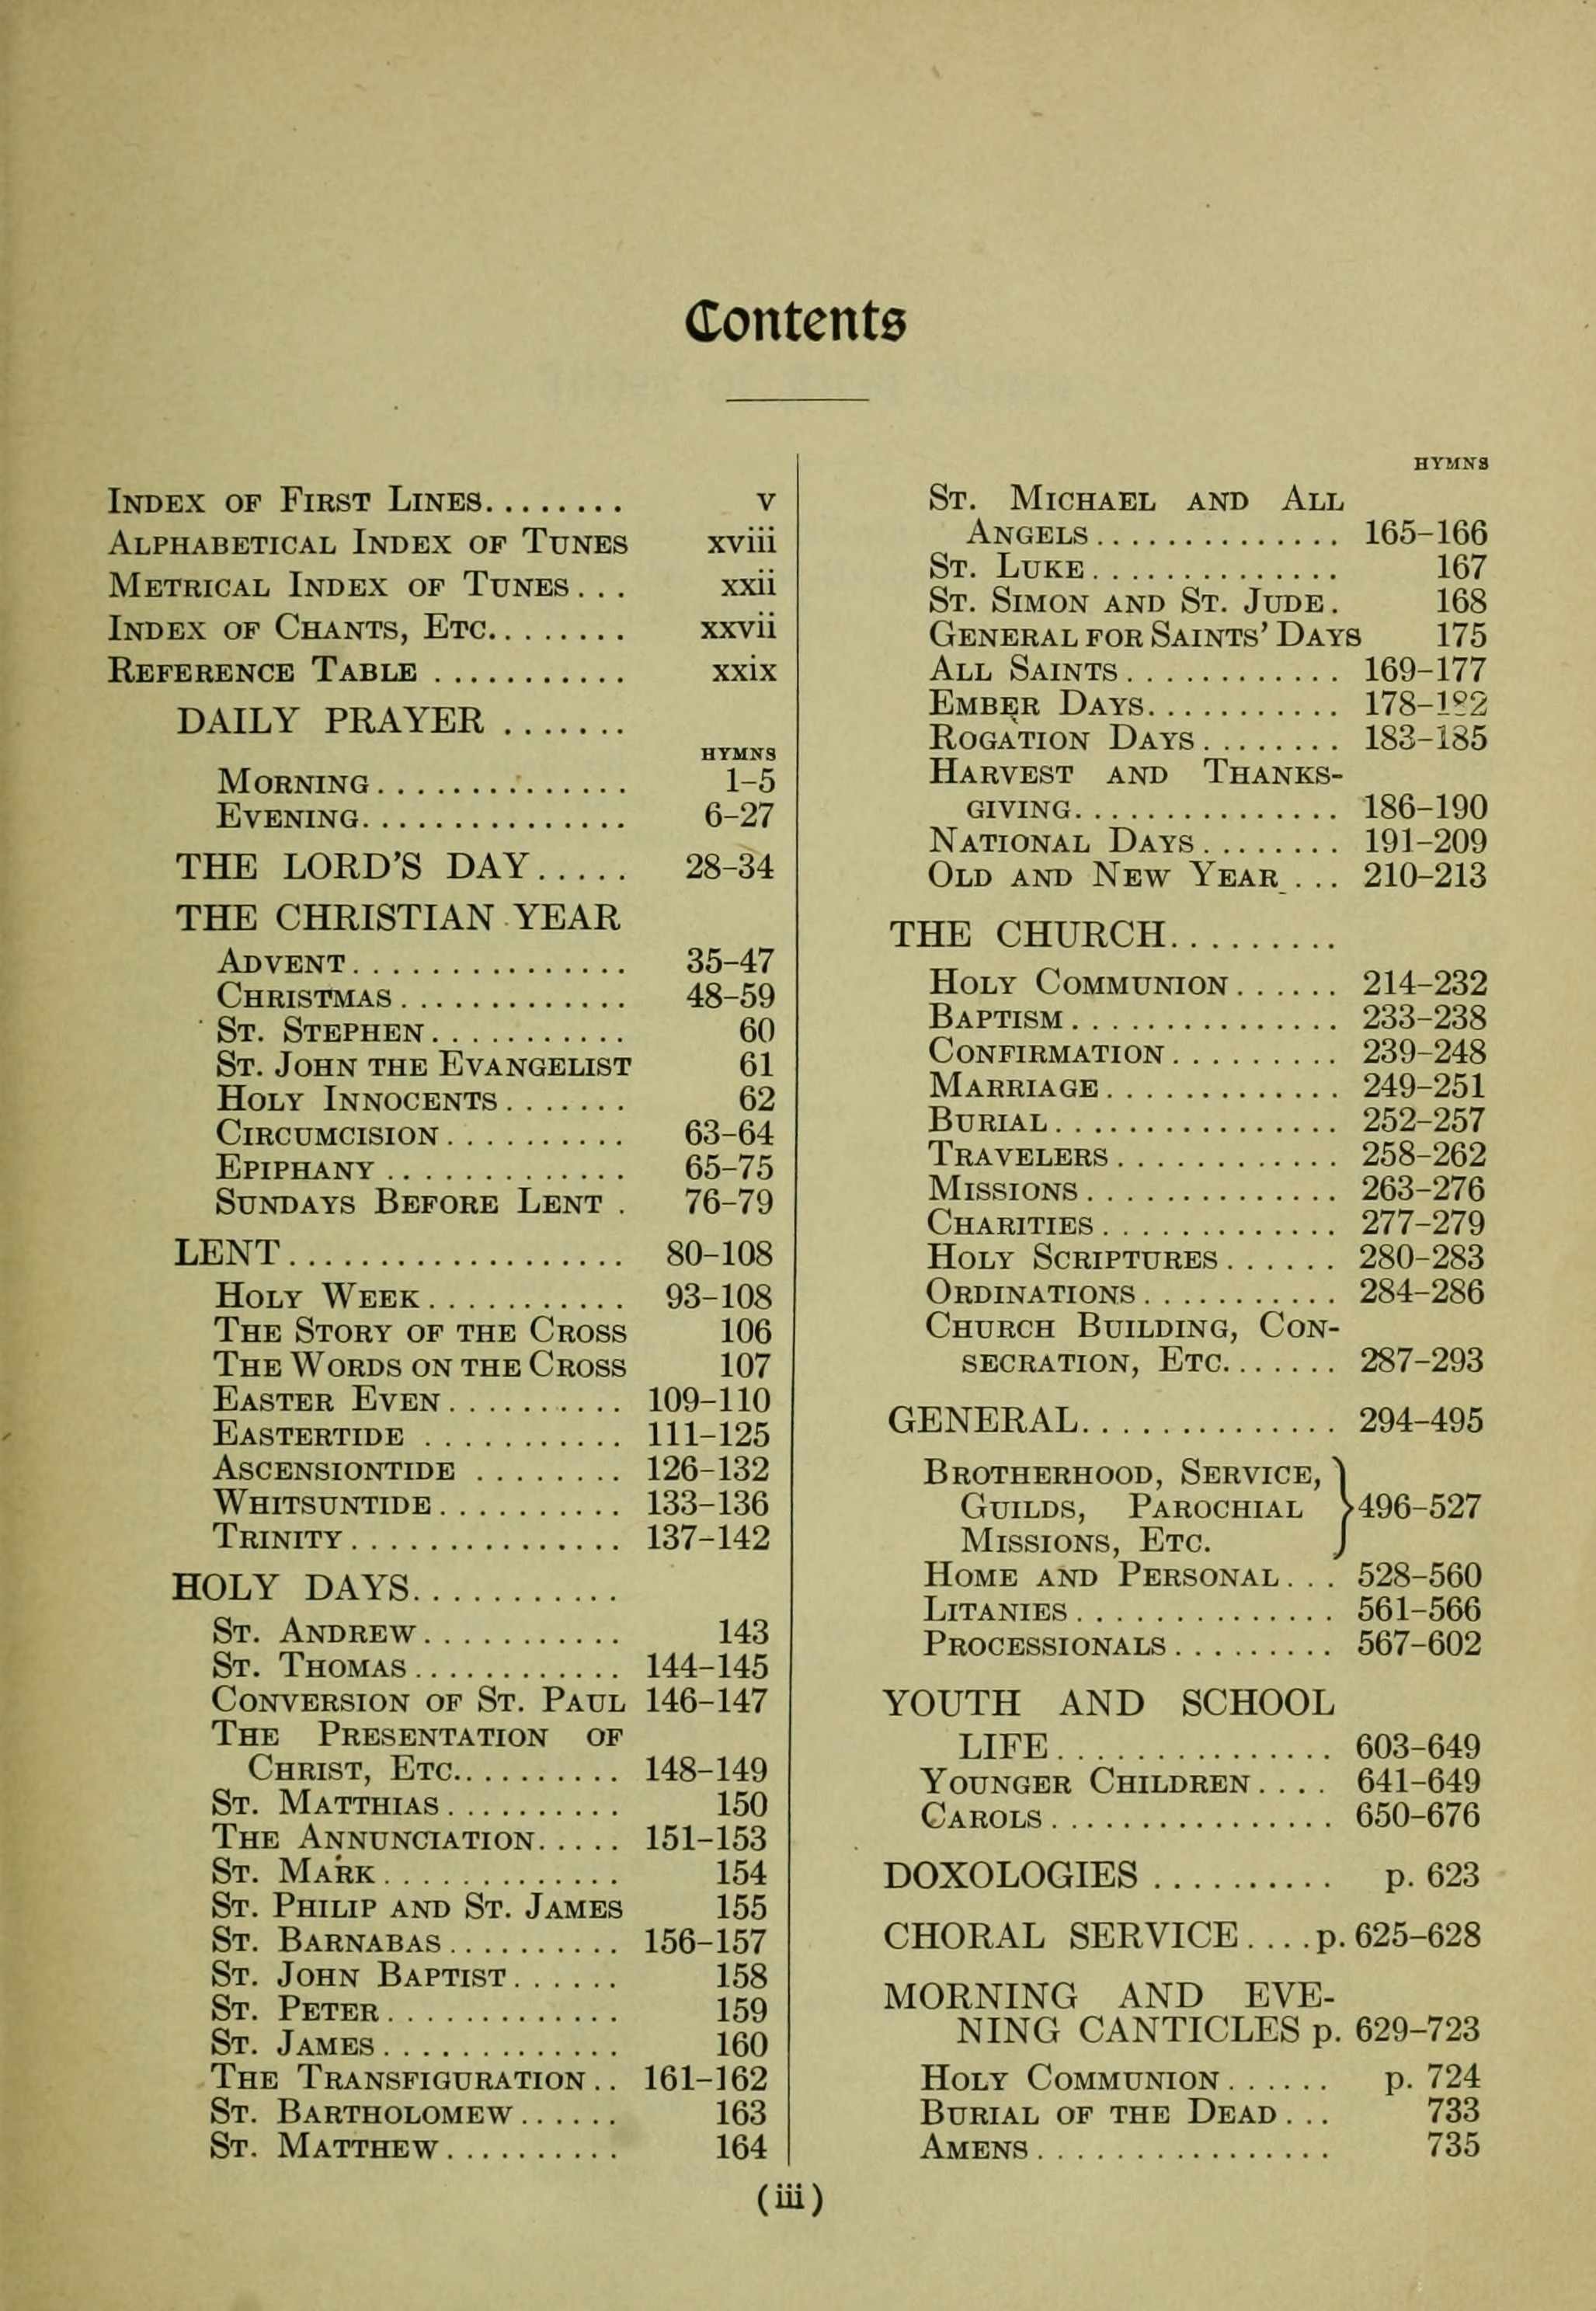 Contents
INDEX OF FIRST LINES........ v
ALPHABETICAL INDEX OF TUNES xviii
METRICAL INDEX OF TUNES... xxii
INDEX OF CHANTS, ETC........ xxvii
REFERENCE TABLE ........... xxix
DAILY PRAYER .......
HYMNS
MORNING............... 1–5
EVENING............... 6–27
THE LORD'S DAY..... 28–34
THE CHRISTIAN YEAR
ADVENT............... 35–47
CHRISTMAS............. 48–59
ST. STEPHEN........... 60
ST. JOHN THE EVANGELIST 61
HOLY INNOCENTS....... 62
CIRCUMCISION.......... 63–64
EPIPHANY............. 65–75
SUNDAYS BEFORE LENT . 76–79
LENT................... 80–108
HOLY WEEK........... 93–108
THE STORY OF THE CROSS 106
THE WORDS ON THE CROSS 107
EASTER EVEN.......... 109–110
EASTERTIDE ........... 111–125
ASCENSIONTIDE ........ 126–132
WHITSUNTIDE.......... 133–136
TRINITY............... 137–142
HOLY DAYS...........
ST. ANDREW........... 143
ST. THOMAS............ 144–145
CONVERSION OF ST. PAUL 146–147
THE PRESENTATION OF
CHRIST, ETC.......... 148–149
ST. MATTHIAS.......... 150
THE ANNUNCIATION..... 151–153
ST. MARK............. 154
ST. PHILIP AND ST. JAMES 155
ST. BARNABAS.......... 156–157
ST. JOHN BAPTIST...... 158
ST. PETER............. 159
ST. JAMES............. 160
THE TRANSFIGURATION.. 161–162
ST. BARTHOLOMEW...... 163
ST. MATTHEW.......... 164
HYMNS
ST. MICHAEL AND ALL
ANGELS.............. 165–166
ST. LUKE.............. 167
ST. SIMON AND ST. JUDE. 168
GENERAL FOR SAINTS' DAYS 175
ALL SAINTS............ 169–177
EMBER DAYS........... 178–182
ROGATION DAYS........ 183–185
HARVEST AND THANKS-
GIVING............... 186–190
NATIONAL DAYS........ 191–209
OLD AND NEW YEAR ... 210–213
THE CHURCH.........
HOLY COMMUNION...... 214–232
BAPTISM............... 233–238
CONFIRMATION......... 239–248
MARRIAGE............. 249–251
BURIAL................ 252–257
TRAVELERS............ 258–262
MISSIONS.............. 263–276
CHARITIES............. 277–279
HOLY SCRIPTURES...... 280–283
ORDINATIONS........... 284–286
CHURCH BUILDING, CON-
SECRATION, ETC....... 287–293
GENERAL.............. 294–495
BROTHERHOOD, SERVICE,
GUILDS, PAROCHIAL } 496–527
MISSIONS, ETC.
HOME AND PERSONAL... 528–560
LITANIES.............. 561–566
PROCESSIONALS......... 567–602
YOUTH AND SCHOOL
LIFE............... 603–649
YOUNGER CHILDREN.... 641–649
CAROLS............... 650–676
DOXOLOGIES .......... p. 623
CHORAL SERVICE....p. 625–628
MORNING AND EVE-
NING CANTICLES p. 629–723
HOLY COMMUNION...... p. 724
BURIAL OF THE DEAD... 733
AMENS................ 735
(iii)